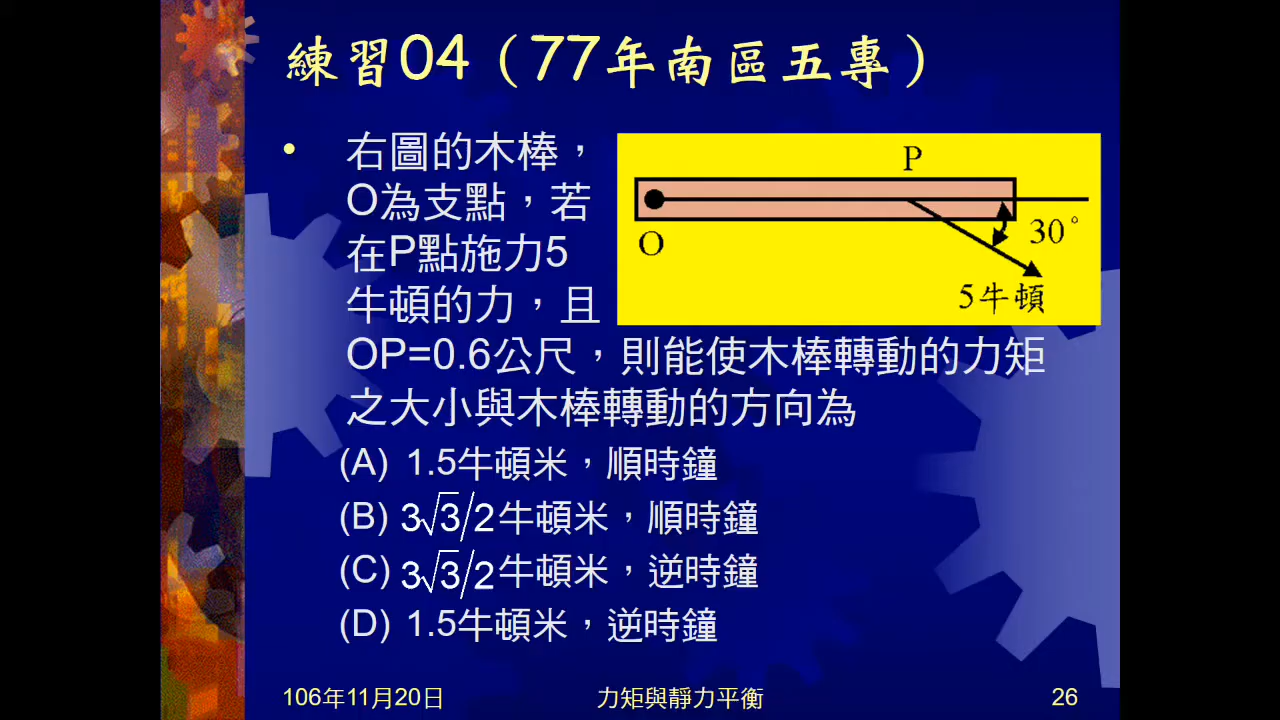 練習04（77年南區五專）
• 右圖的木棒，
O為支點，若
在P點施力5
牛頓的力，且
OP=0.6公尺，則能使木棒轉動的力矩
之大小與木棒轉動的方向為
P
O
30°
5牛頓
(A) 1.5牛頓米，順時鐘
(B) 3√3/2牛頓米，順時鐘
(C) 3√3/2牛頓米，逆時鐘
(D) 1.5牛頓米，逆時鐘
106年11月20日
力矩與靜力平衡
26